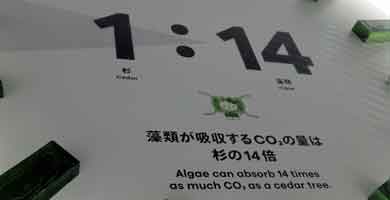 1 : 14
杉 藻類
Cedar
藻類が吸収するCO₂の量は
杉の14倍
Algae can absorb 14 times
as much CO₂ as a cedar tree.